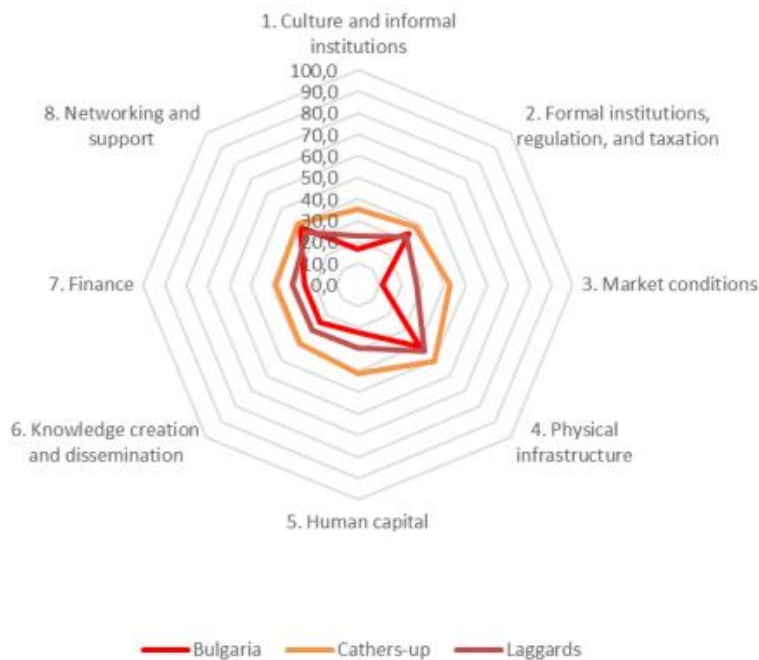 1. Culture and informal
institutions
100,0
90,0
80,0
70,0
60,0
50,0
40,0
30,0
20,0
10,0
0,0
2. Formal institutions,
regulation, and taxation
3. Market conditions
4. Physical
infrastructure
5. Human capital
6. Knowledge creation
and dissemination
7. Finance
8. Networking and
support
Bulgaria
Cathers-up
Laggards